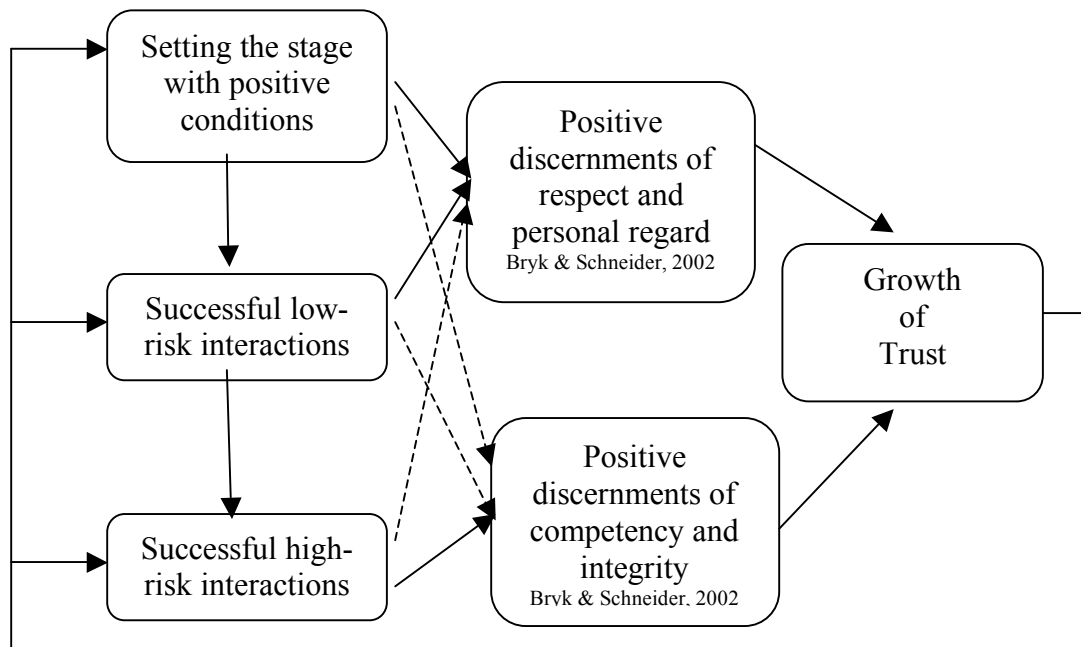 Setting the stage
with positive
conditions
Successful low-
risk interactions
Successful high-
risk interactions
Positive
discernments of
respect and
personal regard
Bryk & Schneider, 2002
Positive
discernments of
competency and
integrity
Bryk & Schneider, 2002
Growth
of
Trust